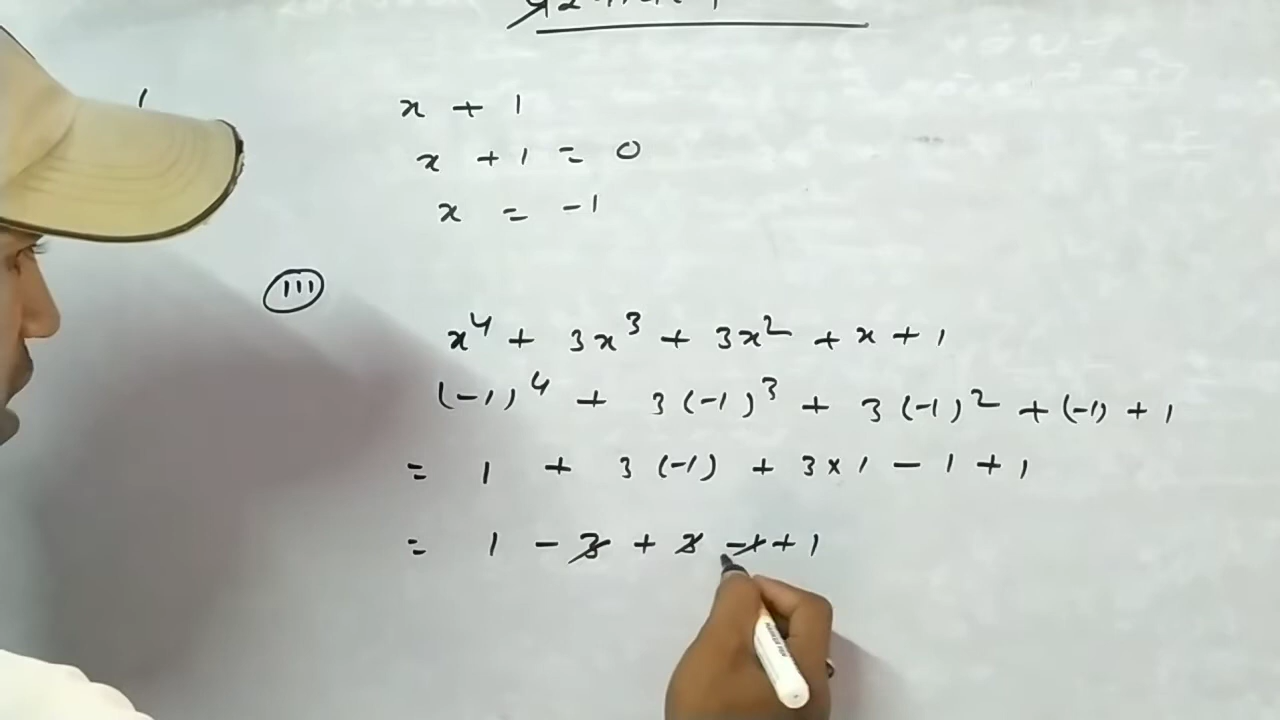 x + 1
x + 1 = 0
x = -1
(III)
x⁴ + 3x³ + 3x² + x + 1
(-1)⁴ + 3(-1)³ + 3(-1)² + (-1) + 1
= 1 + 3(-1) + 3×1 - 1 + 1
= 1 - 3 + 3 - 1 + 1